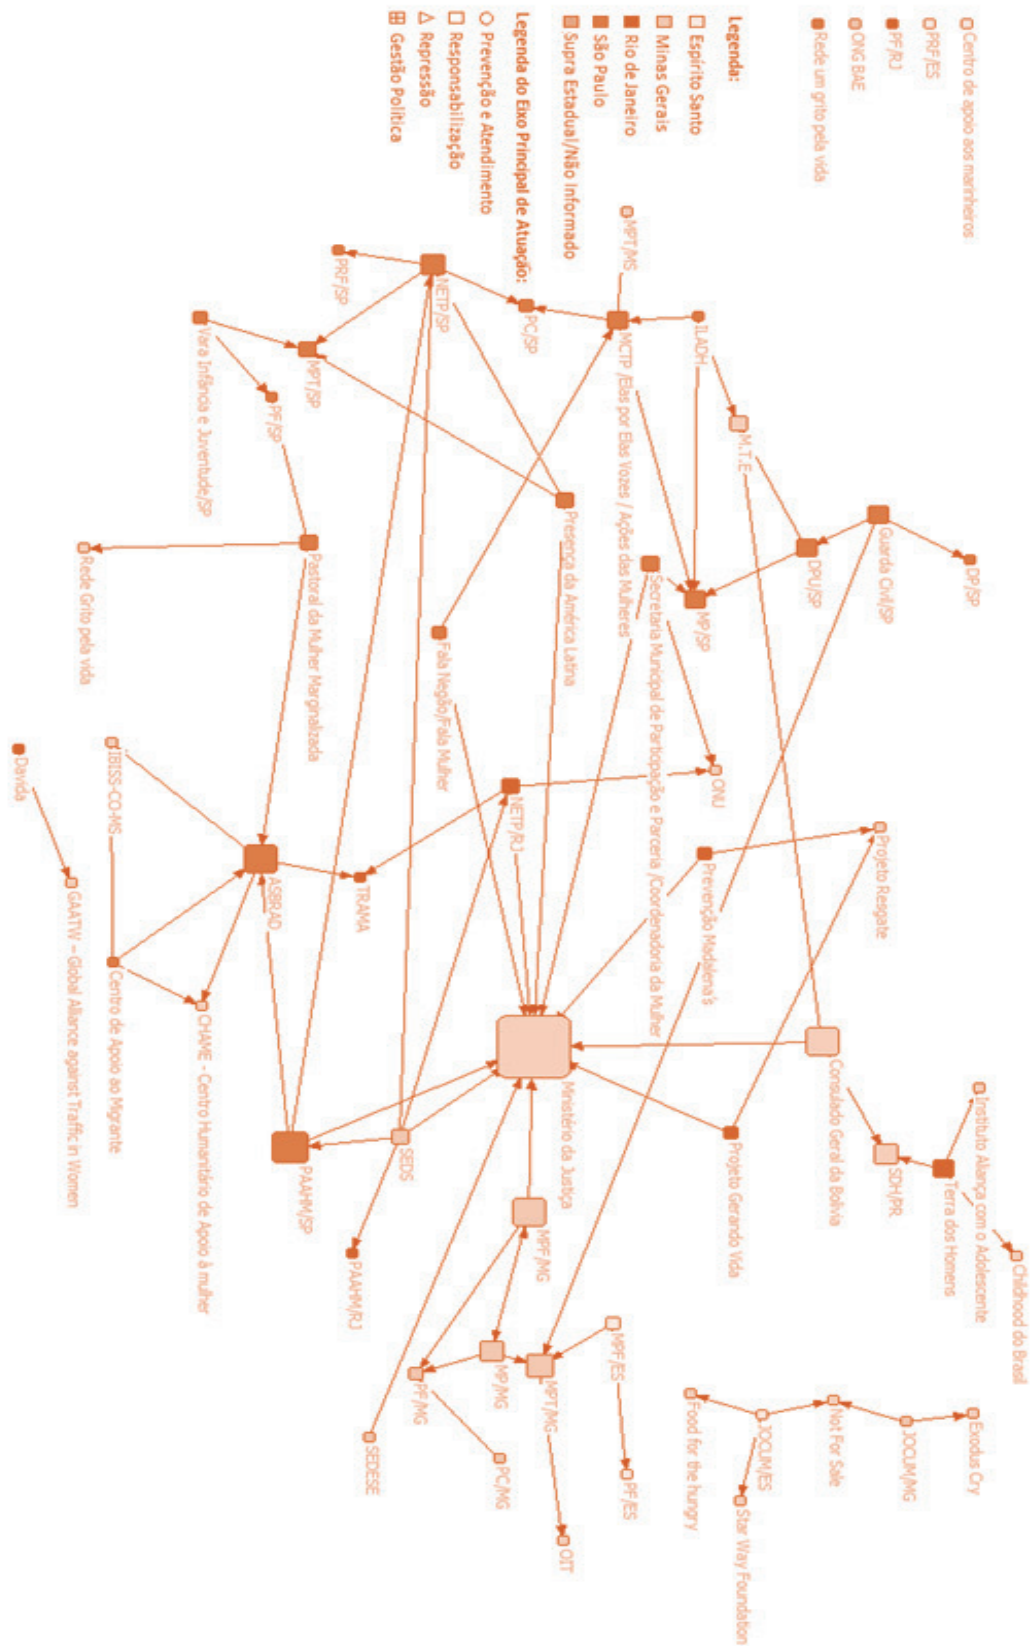 Centro de apoio aos marinheiros
PRF/ES
PF/RJ
ONG BAE
Rede um grito pela vida
Legenda:
Espírito Santo
Minas Gerais
Rio de Janeiro
São Paulo
Supra Estadual/Não Informado
Legenda do Eixo Principal de Atuação:
Prevenção e Atendimento
Responsabilização
Repressão
Gestão Política
DP/SP
Guarda Civil/SP
DPU/SP
M.T.E
ILADH
MP/SP
MPT/MS
MCTP /Elas por Elas Vozes / Ações das Mulheres
Secretaria Municipal de Participação e Parceria /Coordenadoria da Mulher
PC/SP
Presença da América Latina
NETP/SP
Fala Negão/Fala Mulher
PRF/SP
MPT/SP
PF/SP
Vara Infância e Juventude/SP
Pastoral da Mulher Marginalizada
Rede Grito pela vida
Projeto Resgate
ONU
Prevenção Madalena's
NETP/RJ
TRAMA
ASBRAD
IBISS-CO-MS
Centro de Apoio ao Migrante
CHAME - Centro Humanitário de Apoio à mulher
Davida
GAATW - Global Alliance against Traffic in Women
Childhood do Brasil
Instituto Aliança com o Adolescente
Terra dos Homens
SDH/PR
Consulado Geral da Bolívia
Projeto Gerando Vida
Ministério da Justiça
SEDS
PAAHM/SP
PAAHM/RJ
MPF/MG
MP/MG
MPT/MG
PF/MG
PC/MG
SEDESE
MPF/ES
PF/ES
OIT
Exodus Cry
JOCUM/MG
Not For Sale
JOCUM/ES
Star Way Foundation
Food for the hungry